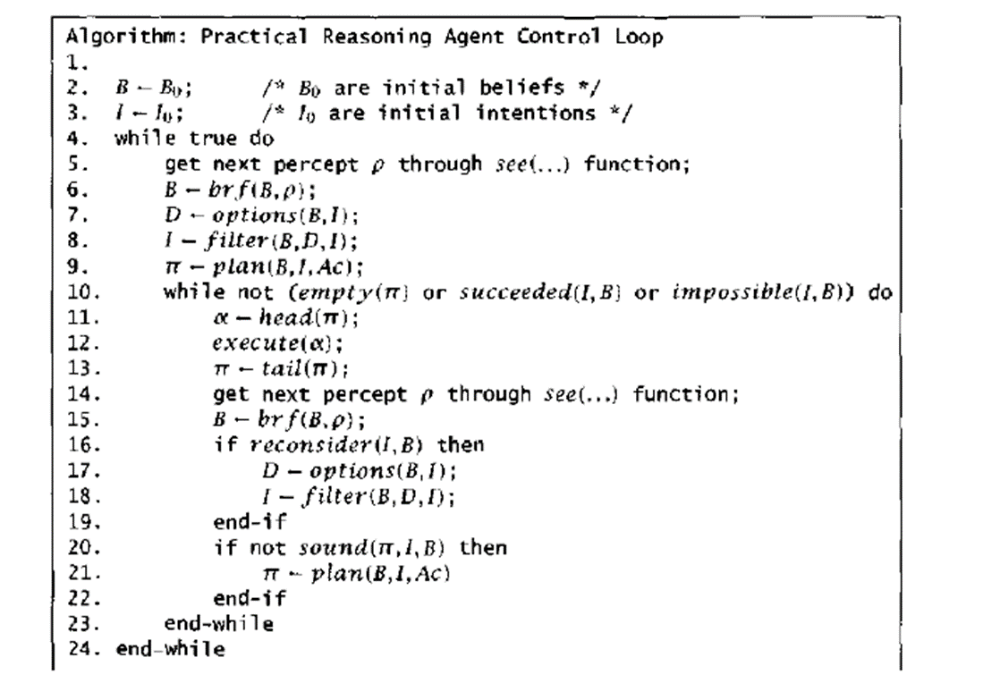 Algorithm: Practical Reasoning Agent Control Loop
1.
2. B ← B₀; /* B₀ are initial beliefs */
3. I ← I₀; /* I₀ are initial intentions */
4. while true do
5. get next percept ρ through see(...) function;
6. B ← brf(B,ρ);
7. D ← options(B,I);
8. I ← filter(B,D,I);
9. π ← plan(B,I,Ac);
10. while not (empty(π) or succeeded(I,B) or impossible(I,B)) do
11. α ← head(π);
12. execute(α);
13. π ← tail(π);
14. get next percept ρ through see(...) function;
15. B ← brf(B,ρ);
16. if reconsider(I,B) then
17. D ← options(B,I);
18. I ← filter(B,D,I);
19. end-if
20. if not sound(π,I,B) then
21. π ← plan(B,I,Ac)
22. end-if
23. end-while
24. end-while